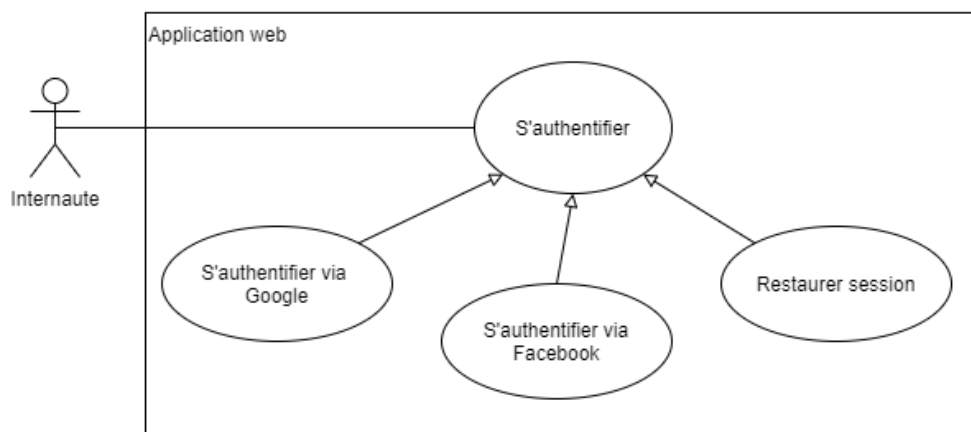 Application web
S'authentifier
Internaute
S'authentifier via
Google
Restaurer session
S'authentifier via
Facebook